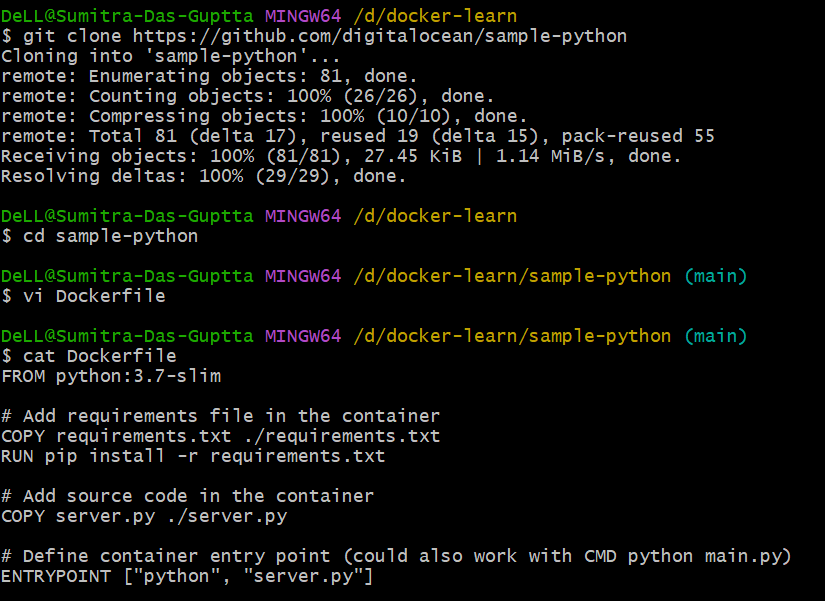 DeLL@Sumitra-Das-Guptta MINGW64 /d/docker-learn
$ git clone https://github.com/digitalocean/sample-python
Cloning into 'sample-python'...
remote: Enumerating objects: 81, done.
remote: Counting objects: 100% (26/26), done.
remote: Compressing objects: 100% (10/10), done.
remote: Total 81 (delta 17), reused 19 (delta 15), pack-reused 55
Receiving objects: 100% (81/81), 27.45 KiB | 1.14 MiB/s, done.
Resolving deltas: 100% (29/29), done.
DeLL@Sumitra-Das-Guptta MINGW64 /d/docker-learn
$ cd sample-python
DeLL@Sumitra-Das-Guptta MINGW64 /d/docker-learn/sample-python (main)
$ vi Dockerfile
DeLL@Sumitra-Das-Guptta MINGW64 /d/docker-learn/sample-python (main)
$ cat Dockerfile
FROM python:3.7-slim
# Add requirements file in the container
COPY requirements.txt ./requirements.txt
RUN pip install -r requirements.txt
# Add source code in the container
COPY server.py ./server.py
# Define container entry point (could also work with CMD python main.py)
ENTRYPOINT ["python", "server.py"]